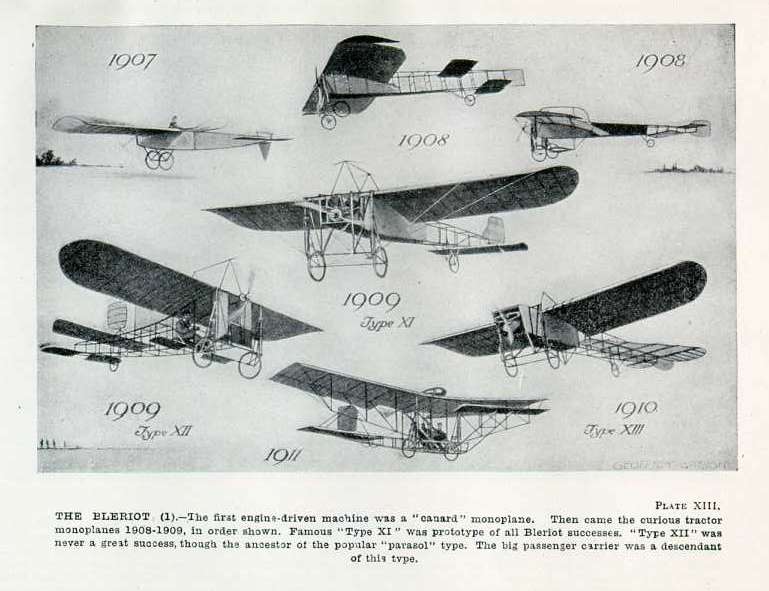 1907
1908
1908
1909
Type XI
1909
Type XII
1910
Type XIII
1911
PLATE XIII.
THE BLERIOT (1).—The first engine-driven machine was a "canard" monoplane. Then came the curious tractor
monoplanes 1908-1909, in order shown. Famous "Type XI" was prototype of all Bleriot successes. "Type XII" was
never a great success, though the ancestor of the popular "parasol" type. The big passenger carrier was a descendant
of this type.